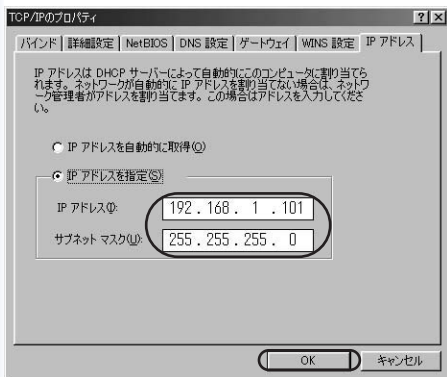 TCP/IPのプロパティ
バインド 詳細設定 NetBIOS DNS 設定 ゲートウェイ WINS 設定 IP アドレス
IP アドレスは DHCP サーバーによって自動的にこのコンピュータに割り当てら
れます。ネットワークが自動的に IP アドレスを割り当てない場合は、ネットワ
ーク管理者がアドレスを割り当てます。この場合はアドレスを入力してくださ
い。
IP アドレスを自動的に取得(O)
IP アドレスを指定(S)
IP アドレス(I): 192.168. 1 .101
サブネット マスク(U): 255.255.255. 0
OK キャンセル